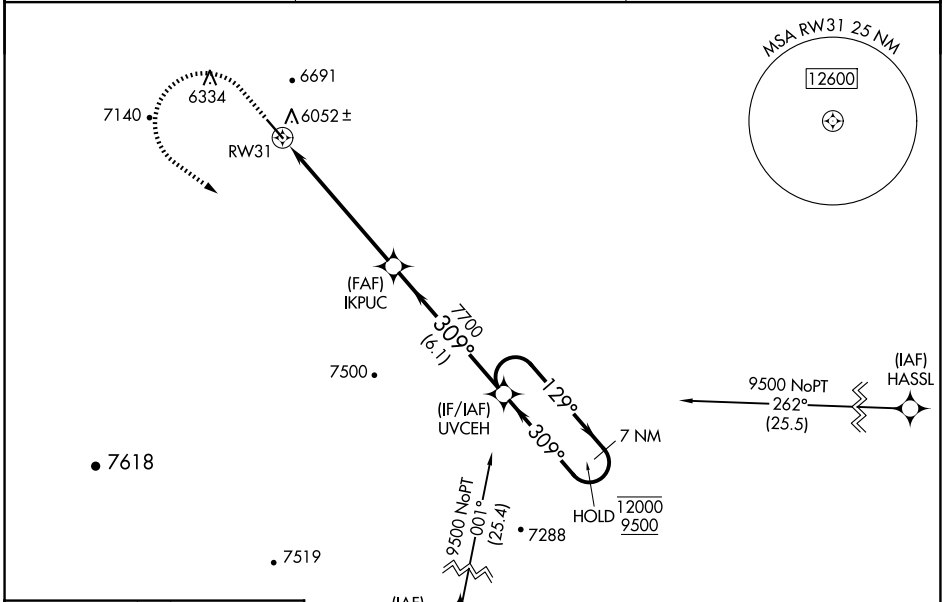 MSA RW31 25 NM
12600
6691
6334
7140
6052 ±
RW31
(FAF)
IKPUC
7700
309°
(6.1)
7500
(IF/IAF)
UVCEH
129°
309°
7 NM
HOLD
12000
9500
(IAF)
HASSL
9500 NoPT
262°
(25.5)
7618
9500 NoPT
001°
(25.4)
7288
7519
(IAF)